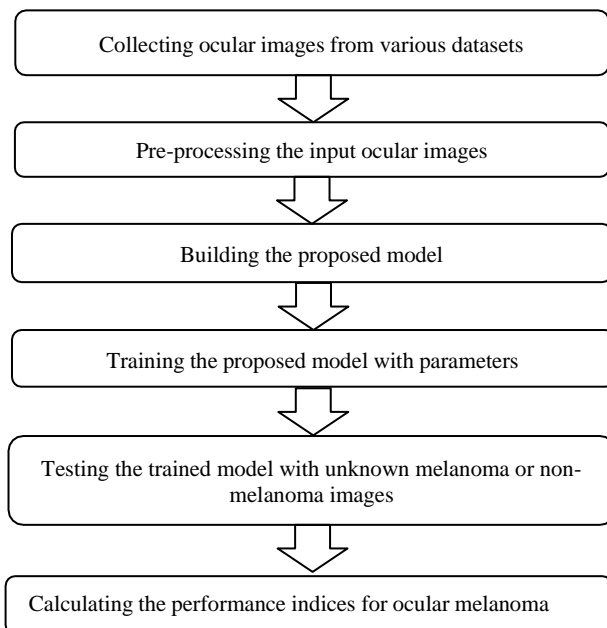 Collecting ocular images from various datasets
Pre-processing the input ocular images
Building the proposed model
Training the proposed model with parameters
Testing the trained model with unknown melanoma or non-
melanoma images
Calculating the performance indices for ocular melanoma